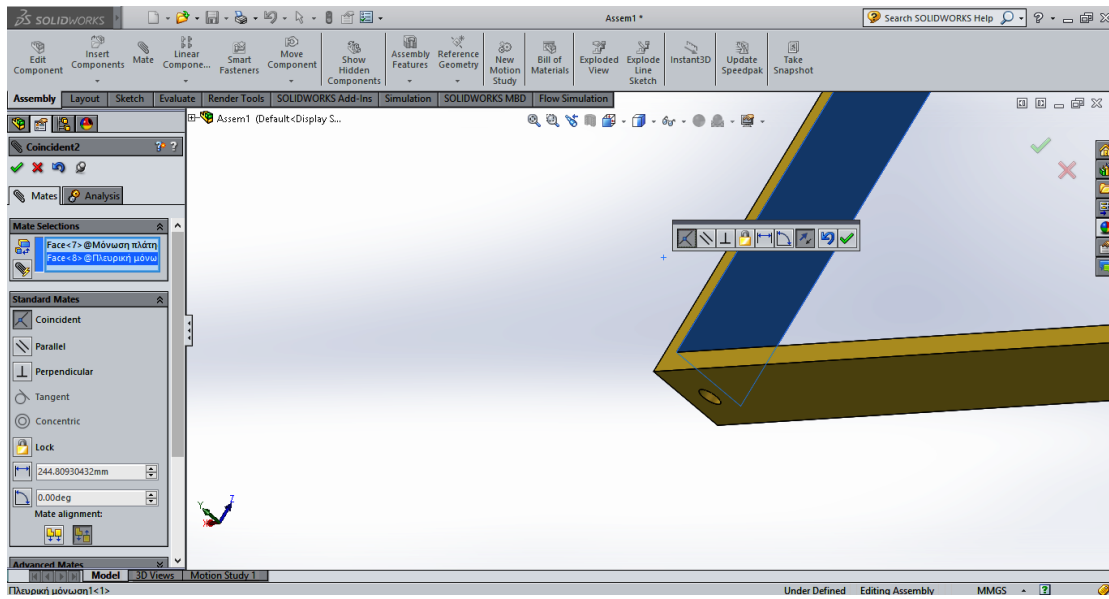 SOLIDWORKS
Assem1 *
Search SOLIDWORKS Help
Edit Component
Insert Components
Mate
Linear Compone...
Smart Fasteners
Move Component
Show Hidden Components
Assembly Features
Reference Geometry
New Motion Study
Bill of Materials
Exploded View
Explode Line Sketch
Instant3D
Update Speedpak
Take Snapshot
Assembly Layout Sketch Evaluate Render Tools SOLIDWORKS Add-Ins Simulation SOLIDWORKS MBD Flow Simulation
Assem1 (Default<Display S...
Coincident2
Mates Analysis
Mate Selections
Face<7>@Μόνωση πλάτη
Face<8>@Πλευρική μόνω
Standard Mates
Coincident
Parallel
Perpendicular
Tangent
Concentric
Lock
244.80930432mm
0.00deg
Mate alignment:
Advanced Mates
Y Z X
Model 3D Views Motion Study 1
Πλευρική μόνωση1<1>
Under Defined Editing Assembly MMGS